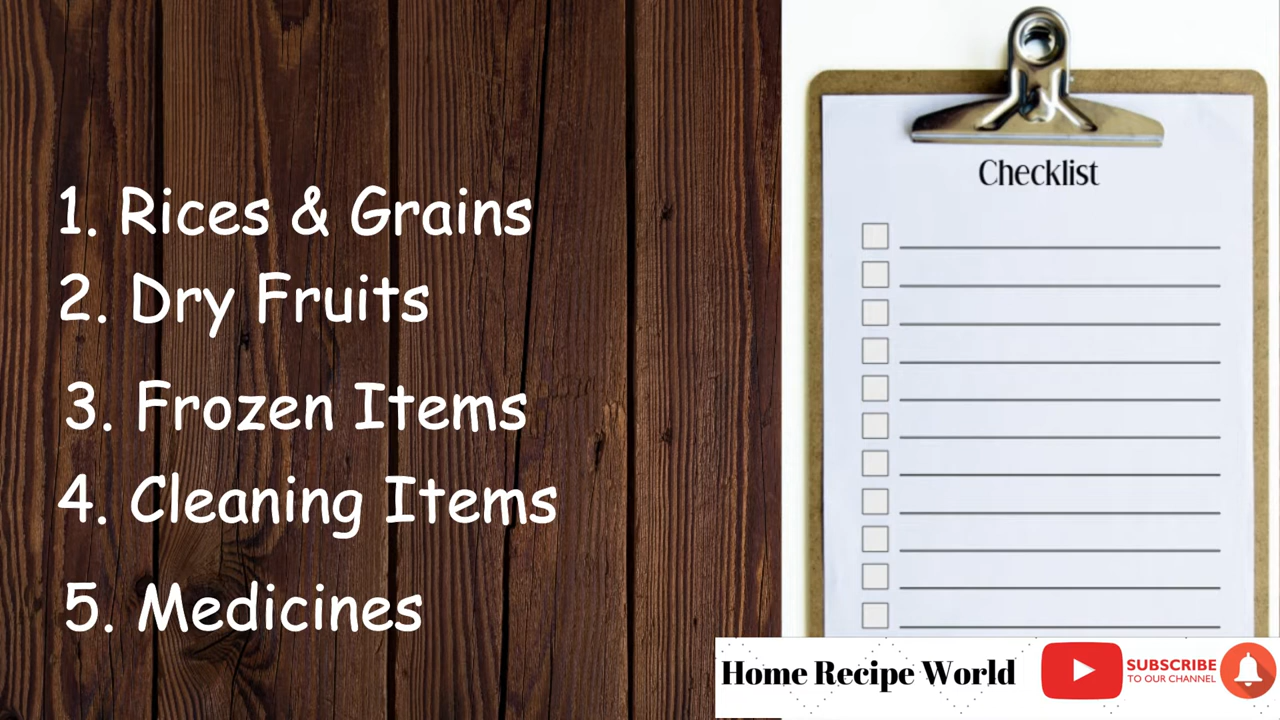 1. Rices & Grains
2. Dry Fruits
3. Frozen Items
4. Cleaning Items
5. Medicines
Checklist
Home Recipe World
SUBSCRIBE
TO OUR CHANNEL